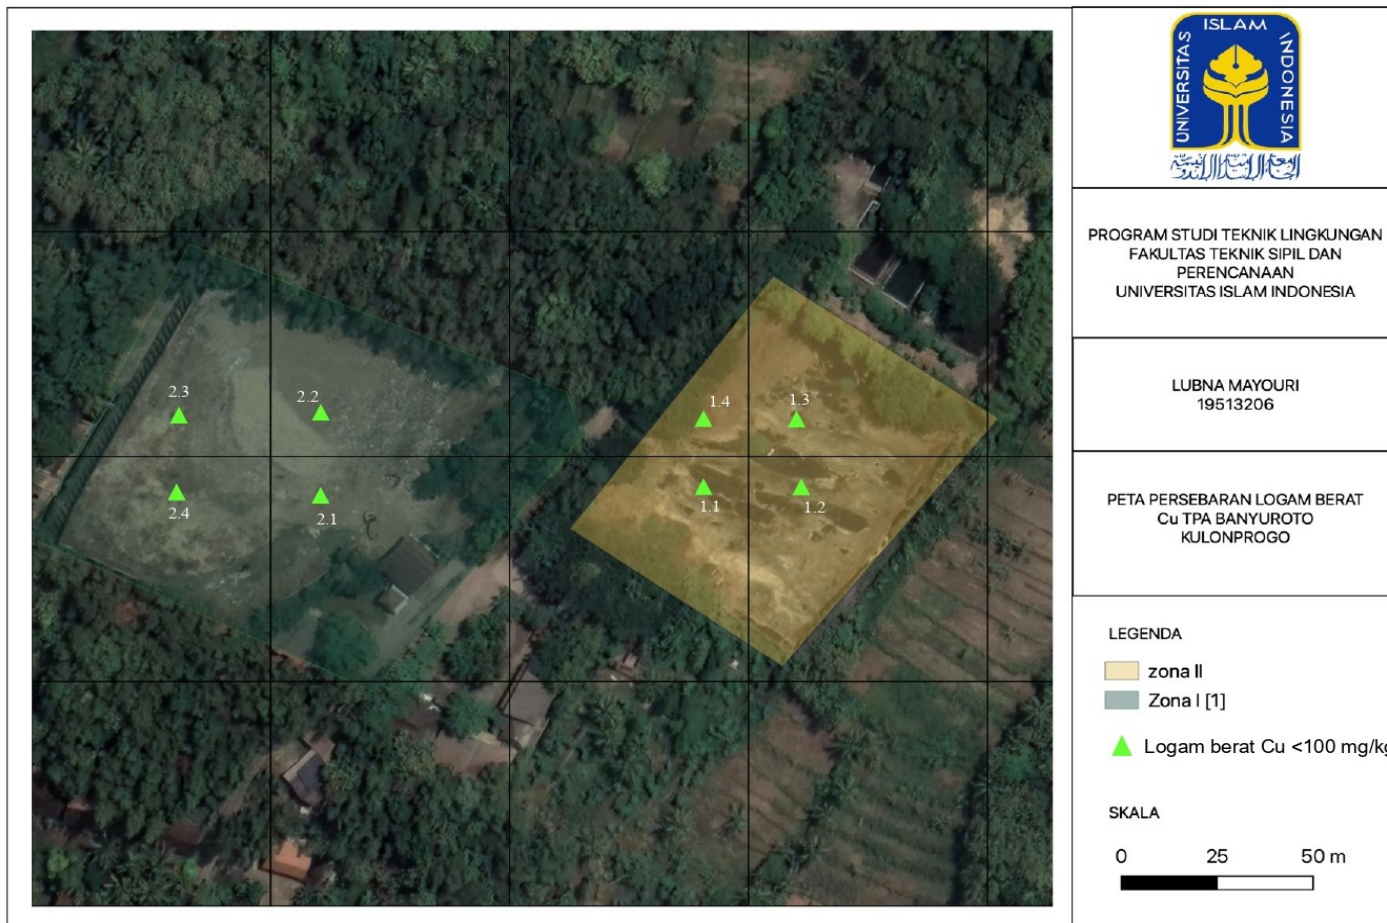 UNIVERSITAS ISLAM INDONESIA
PROGRAM STUDI TEKNIK LINGKUNGAN
FAKULTAS TEKNIK SIPIL DAN
PERENCANAAN
UNIVERSITAS ISLAM INDONESIA
LUBNA MAYOURI
19513206
PETA PERSEBARAN LOGAM BERAT
Cu TPA BANYUROTO
KULONPROGO
LEGENDA
zona II
Zona I [1]
Logam berat Cu <100 mg/kg
SKALA
0 25 50 m
2.3
2.2
2.4
2.1
1.4
1.3
1.1
1.2